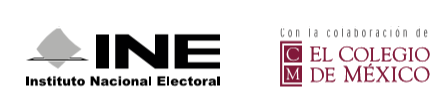 INE
Instituto Nacional Electoral
Con la colaboración de
C EL COLEGIO
M DE MÉXICO